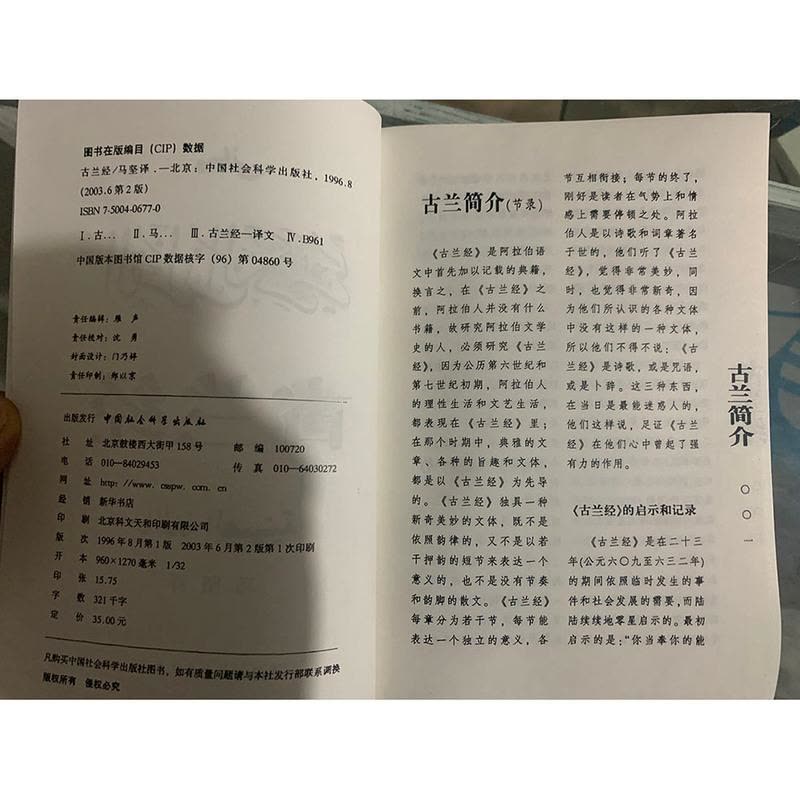 图书在版编目（CIP）数据
古兰经/马坚译.—北京：中国社会科学出版社，1996.8
（2003.6第2版）
ISBN 7-5004-0677-0
Ⅰ.古… Ⅱ.马… Ⅲ.古兰经—译文 Ⅳ.B961
中国版本图书馆CIP数据核字（96）第04860号
责任编辑：雁 声
责任校对：沈 勇
封面设计：门乃婷
责任印制：郎以京
出版发行 中国社会科学出版社
社 址 北京鼓楼西大街甲158号 邮 编 100720
电 话 010—84029453 传 真 010—64030272
网 址 http://www.csspw.com.cn
经 销 新华书店
印 刷 北京科文天和印刷有限公司
版 次 1996年8月第1版 2003年6月第2版第1次印刷
开 本 960×1270毫米 1/32
印 张 15.75
字 数 321千字
定 价 35.00元
凡购买中国社会科学出版社图书，如有质量问题请与本社发行部联系调换
版权所有 侵权必究
古兰简介(节录)
《古兰经》是阿拉伯语
文中首先加以记载的典籍，
换言之，在《古兰经》之
前，阿拉伯人并没有什么
书籍，故研究阿拉伯文学
史的人，必须研究《古兰
经》，因为公历第六世纪和
第七世纪初期，阿拉伯人
的理性生活和文艺生活，
都表现在《古兰经》里；
在那个时期中，典雅的文
章、各种的旨趣和文体，
都是以《古兰经》为先导
的。《古兰经》独具一种
新奇美妙的文体，既不是
依照韵律的，又不是以若
干押韵的短节来表达一个
意义的，也不是没有节奏
和韵脚的散文。《古兰经》
每章分为若干节，每节能
表达一个独立的意义，各
节互相衔接；每节的终了，
刚好是读者在气势上和情
感上需要停顿之处。阿拉
伯人是以诗歌和词章著名
于世的，他们听了《古兰
经》，觉得非常美妙，同
时，也觉得非常新奇，因
为他们所认识的各种文体
中没有这样的一种文体，
所以他们不得不说：《古
兰经》是诗歌，或是咒语，
或是卜辞。这三种东西，
在当日是最能迷惑人的，
他们这样说，足证《古兰
经》在他们心中曾起了强
有力的作用。
《古兰经》的启示和记录
《古兰经》是在二十三
年(公元六〇九至六三二年)
的期间依照临时发生的事
件和社会发展的需要，而陆
陆续续地零星启示的。最初
启示的是：“你当奉你的能
古兰简介
〇〇一